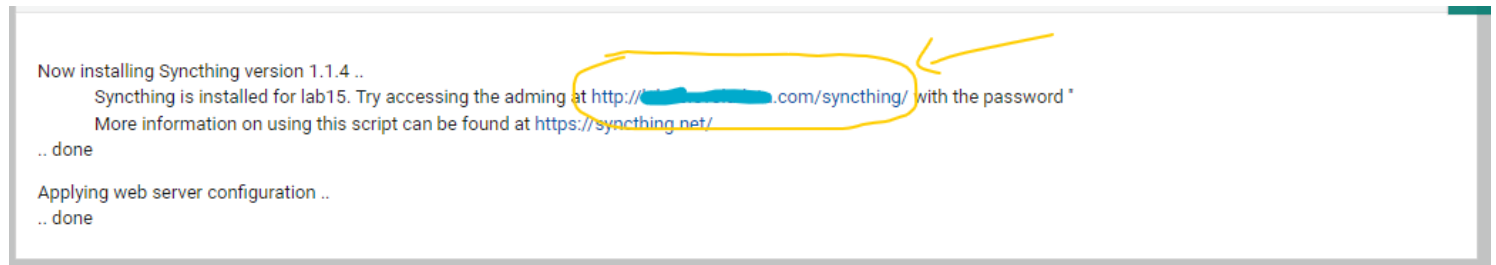 Now installing Syncthing version 1.1.4 ..
Syncthing is installed for lab15. Try accessing the adming at http:// .com/syncthing/ with the password "
More information on using this script can be found at https://syncthing.net/
.. done
Applying web server configuration ..
.. done